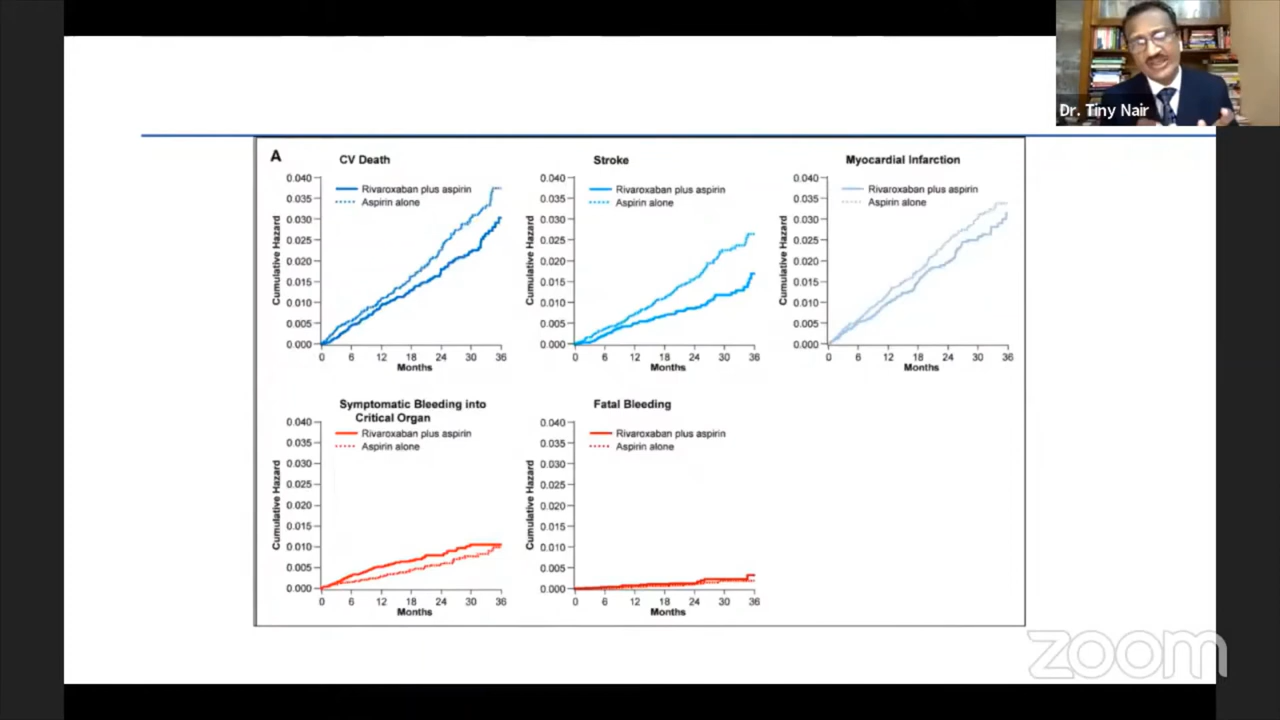 Dr. Tiny Nair
A
CV Death
Rivaroxaban plus aspirin
Aspirin alone
Cumulative Hazard
0.040
0.035
0.030
0.025
0.020
0.015
0.010
0.005
0.000
0 6 12 18 24 30 36
Months
Stroke
Rivaroxaban plus aspirin
Aspirin alone
Cumulative Hazard
0.040
0.035
0.030
0.025
0.020
0.015
0.010
0.005
0.000
0 6 12 18 24 30 36
Months
Myocardial Infarction
Rivaroxaban plus aspirin
Aspirin alone
Cumulative Hazard
0.040
0.035
0.030
0.025
0.020
0.015
0.010
0.005
0.000
0 6 12 18 24 30 36
Months
Symptomatic Bleeding into
Critical Organ
Rivaroxaban plus aspirin
Aspirin alone
Cumulative Hazard
0.040
0.035
0.030
0.025
0.020
0.015
0.010
0.005
0.000
0 6 12 18 24 30 36
Months
Fatal Bleeding
Rivaroxaban plus aspirin
Aspirin alone
Cumulative Hazard
0.040
0.035
0.030
0.025
0.020
0.015
0.010
0.005
0.000
0 6 12 18 24 30 36
Months
zoom